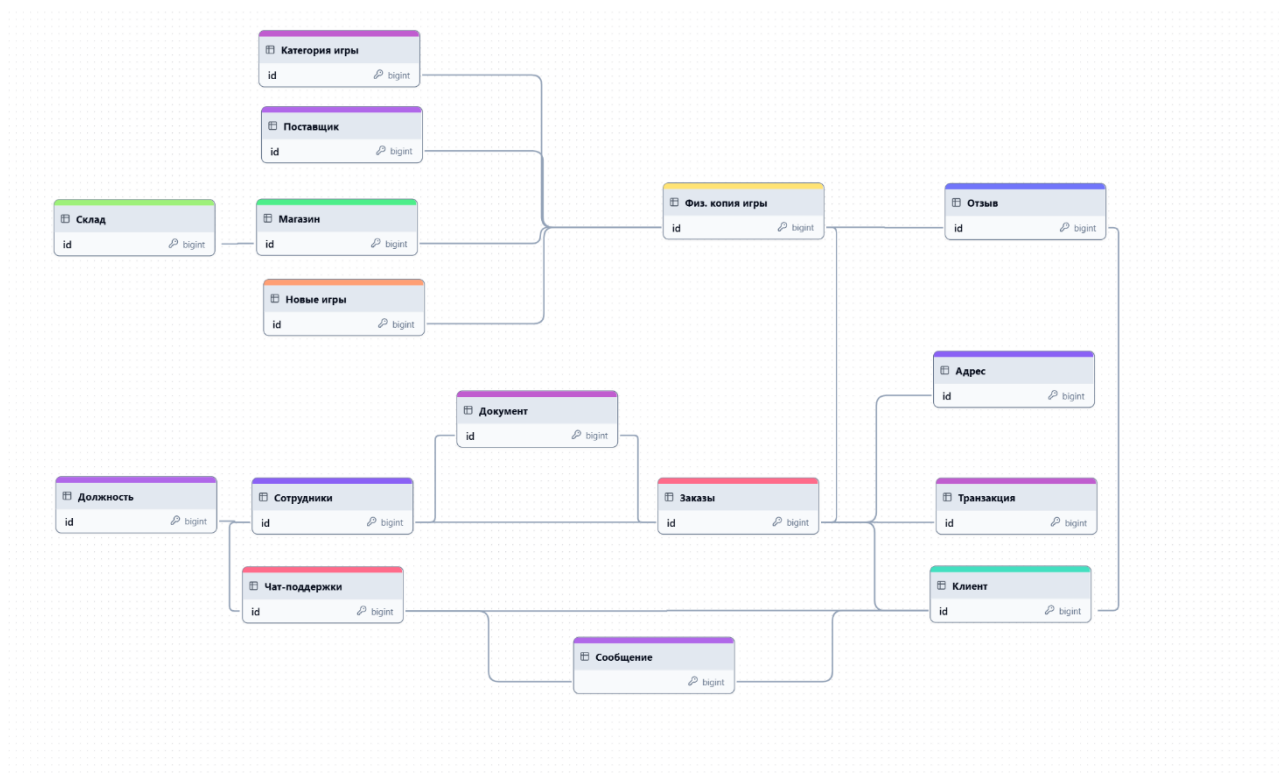 Категория игры
id bigint
Поставщик
id bigint
Склад
id bigint
Магазин
id bigint
Физ. копия игры
id bigint
Отзыв
id bigint
Новые игры
id bigint
Адрес
id bigint
Документ
id bigint
Должность
id bigint
Сотрудники
id bigint
Заказы
id bigint
Транзакция
id bigint
Чат-поддержки
id bigint
Клиент
id bigint
Сообщение
bigint